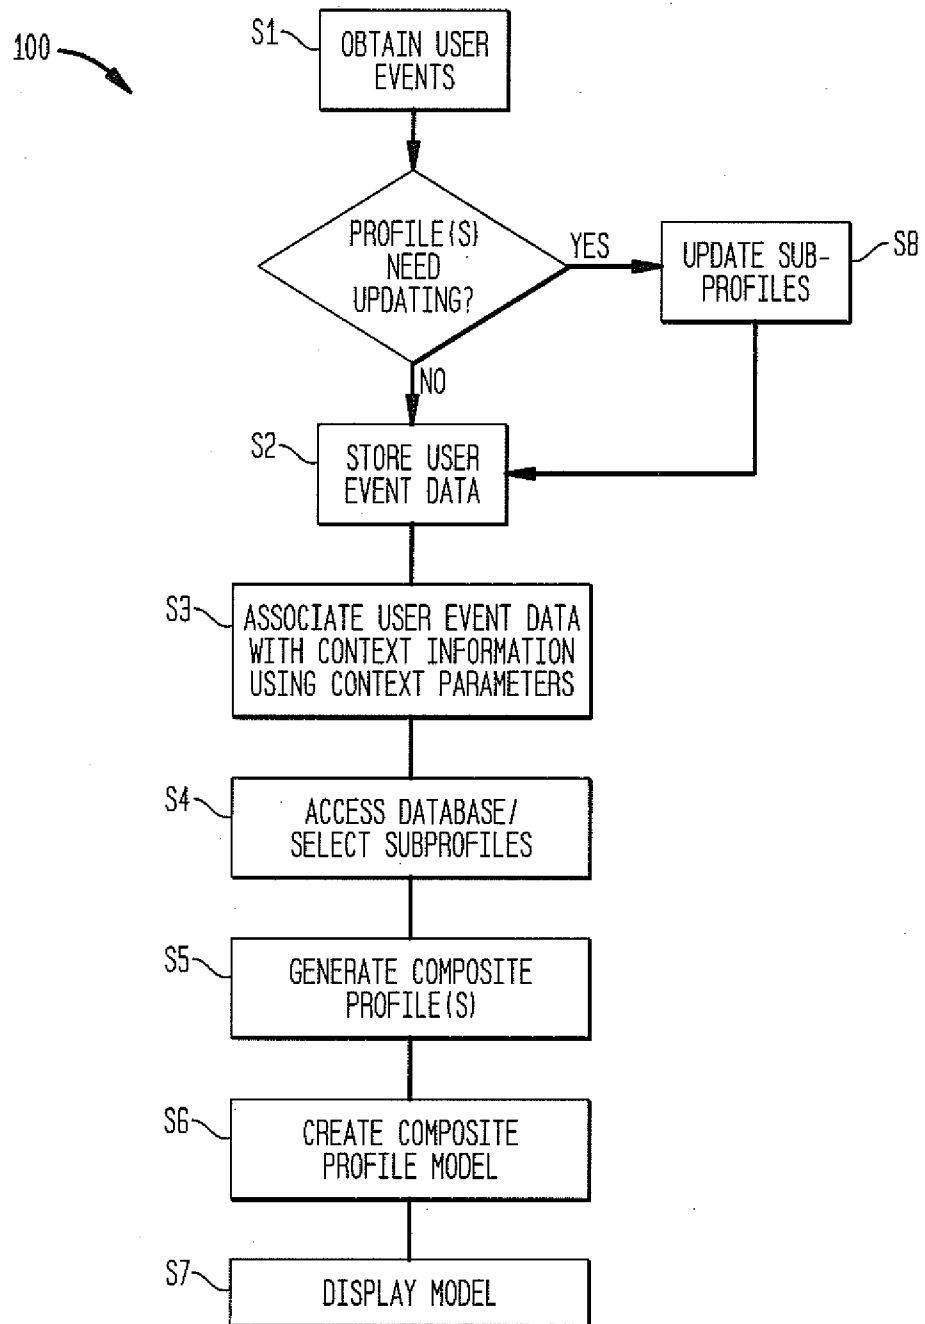 100
S1
OBTAIN USER
EVENTS
PROFILE(S)
NEED
UPDATING?
YES
UPDATE SUB-
PROFILES
S8
NO
S2
STORE USER
EVENT DATA
S3
ASSOCIATE USER EVENT DATA
WITH CONTEXT INFORMATION
USING CONTEXT PARAMETERS
S4
ACCESS DATABASE/
SELECT SUBPROFILES
S5
GENERATE COMPOSITE
PROFILE(S)
S6
CREATE COMPOSITE
PROFILE MODEL
S7
DISPLAY MODEL